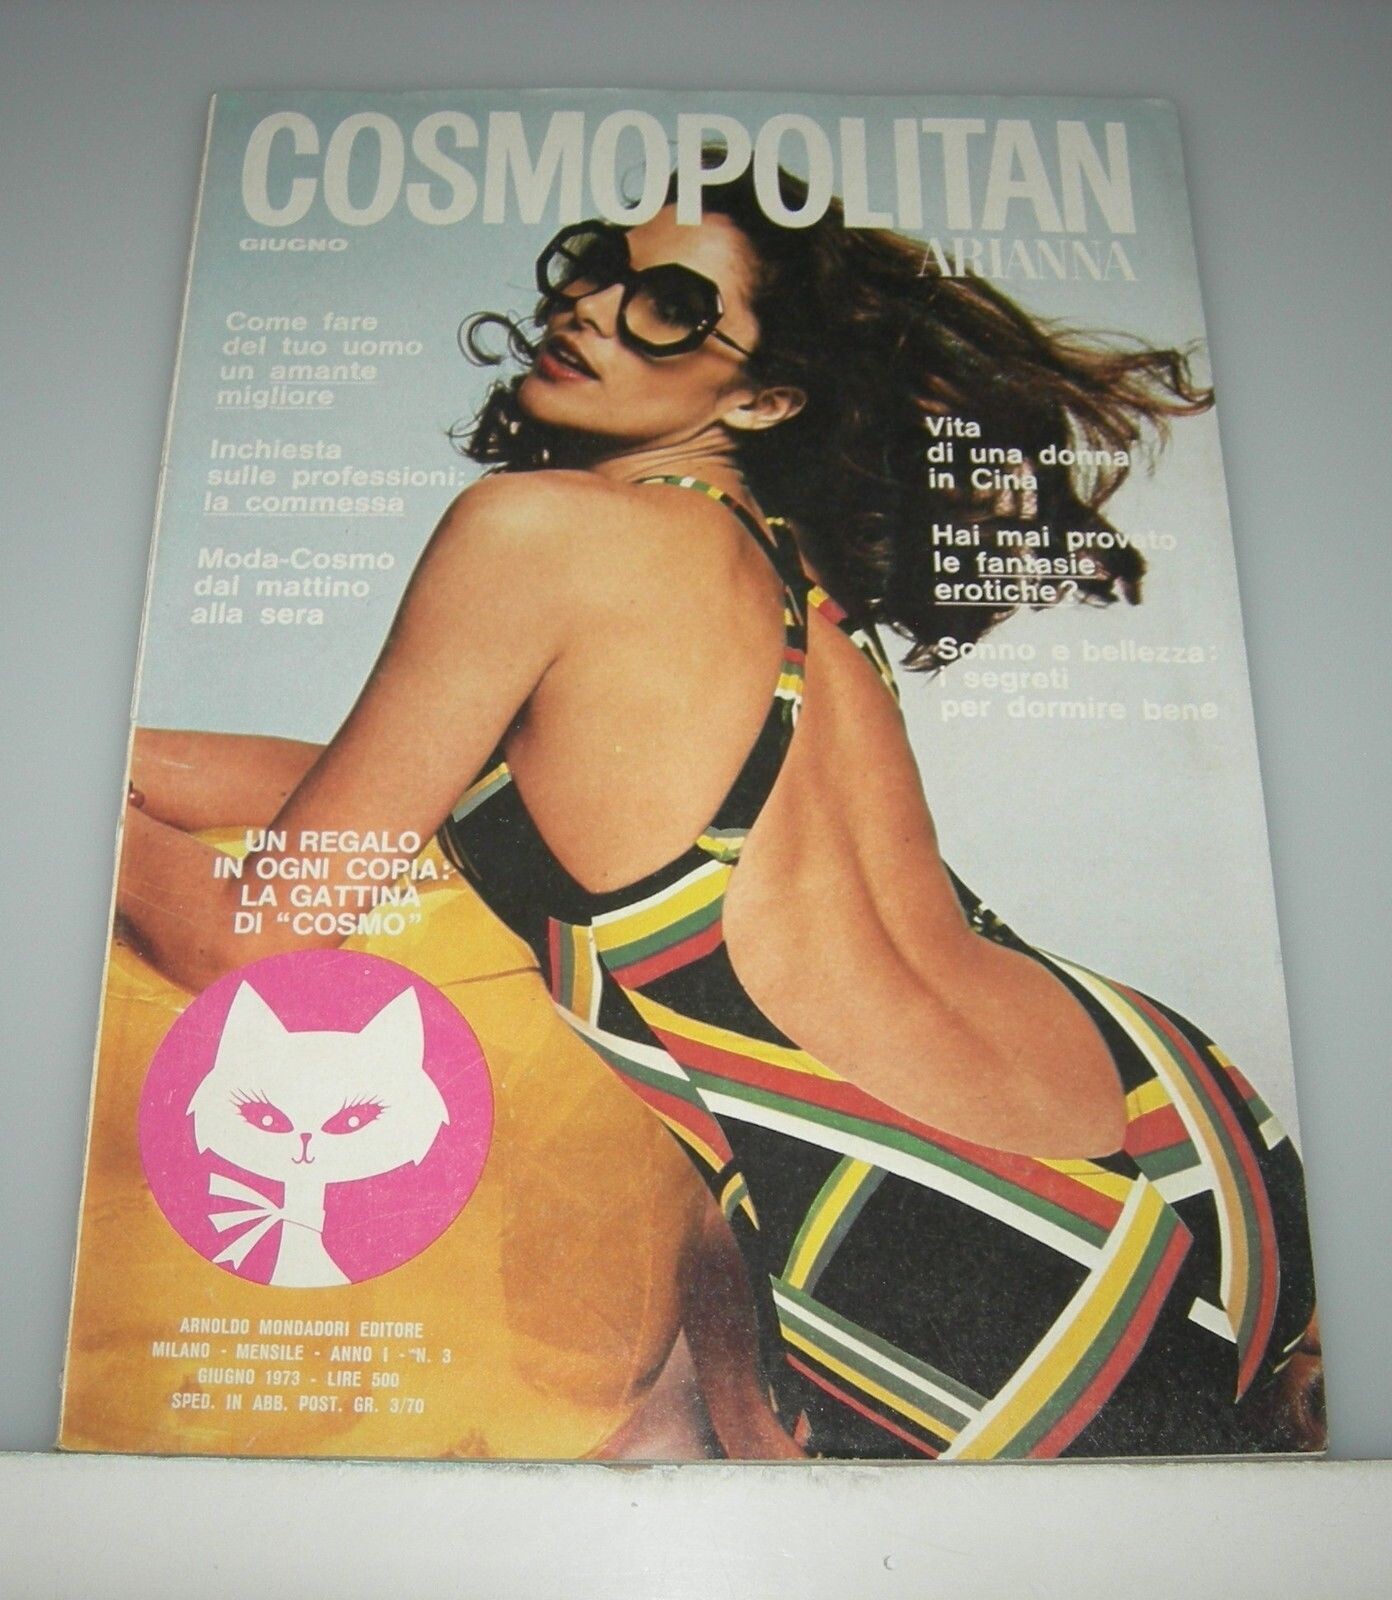 COSMOPOLITAN
GIUGNO
ARIANNA
Come fare
del tuo uomo
un amante
migliore
Inchiesta
sulle professioni:
la commessa
Moda-Cosmo
dal mattino
alla sera
Vita
di una donna
in Cina
Hai mai provato
le fantasie
erotiche?
Sonno e bellezza:
i segreti
per dormire bene
UN REGALO
IN OGNI COPIA:
LA GATTINA
DI "COSMO"
ARNOLDO MONDADORI EDITORE
MILANO - MENSILE - ANNO I - N. 3
GIUGNO 1973 - LIRE 500
SPED. IN ABB. POST. GR. 3/70